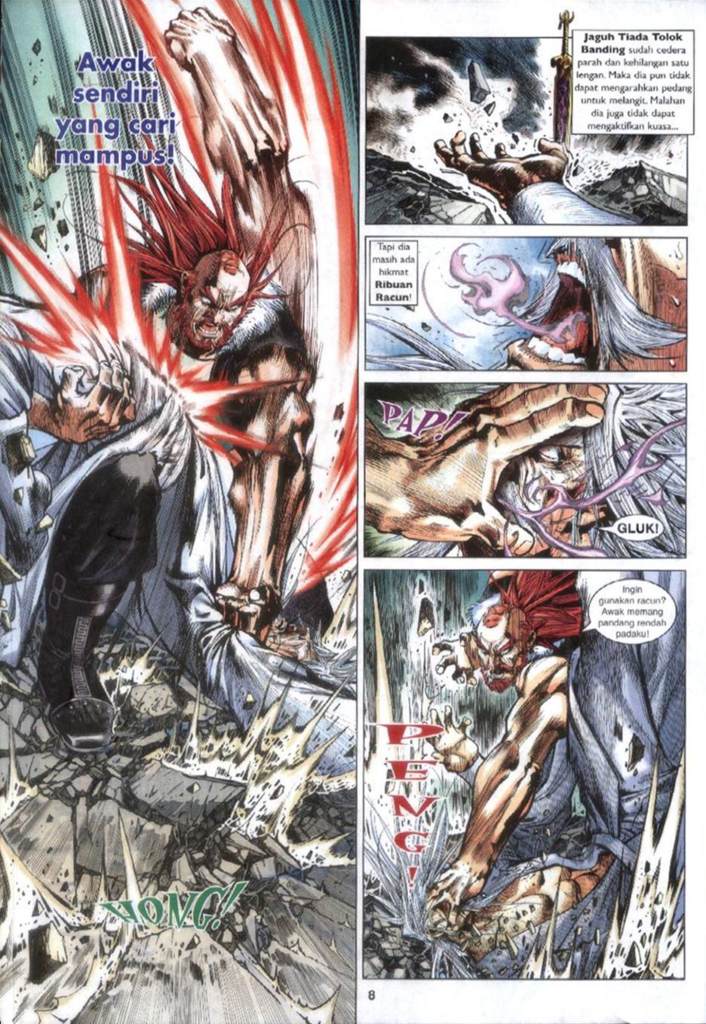 Awak
sendiri
yang cari
mampus!
HONG!
Jaguh Tiada Tolok
Banding sudah cedera
parah dan kehilangan satu
lengan. Maka dia pun tidak
dapat mengarahkan pedang
untuk melangit. Malahan
dia juga tidak dapat
mengaktifkan kuasa...
Tapi dia
masih ada
hikmat
Ribuan
Racun!
PAP!
GLUK!
Ingin
gunakan racun?
Awak memang
pandang rendah
padaku!
PENG!
8